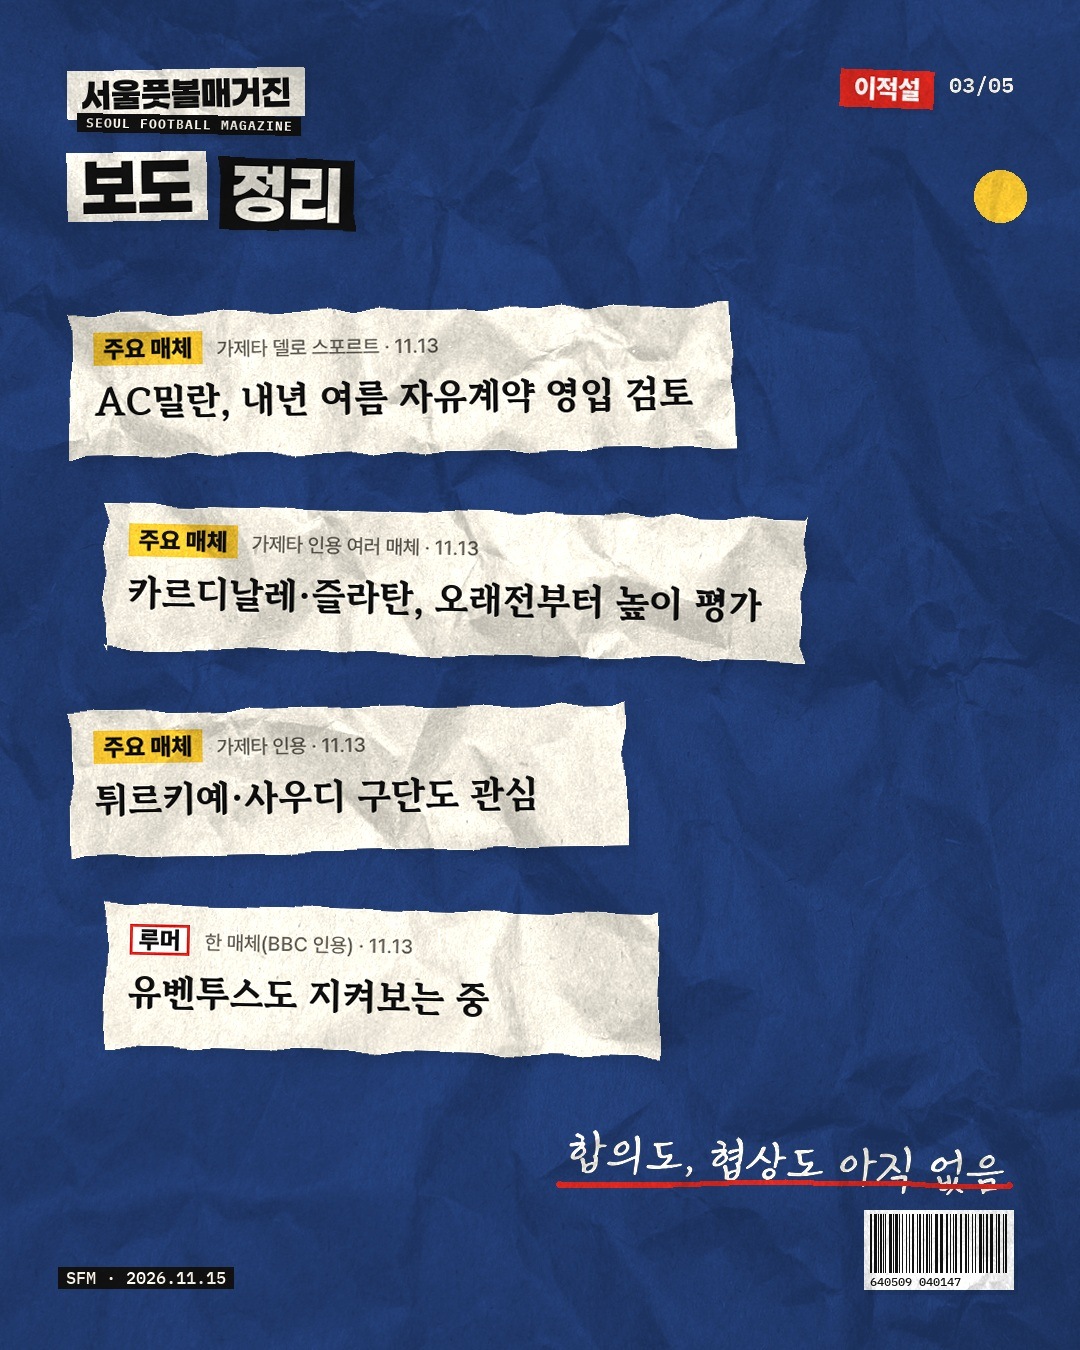 서울풋볼매거진
SEOUL FOOTBALL MAGAZINE
이적설 03/05
보도 정리
주요 매체 가제타 델로 스포르트 · 11.13
AC밀란, 내년 여름 자유계약 영입 검토
주요 매체 가제타 인용 여러 매체 · 11.13
카르디날레·즐라탄, 오래전부터 높이 평가
주요 매체 가제타 인용 · 11.13
튀르키예·사우디 구단도 관심
루머 한 매체(BBC 인용) · 11.13
유벤투스도 지켜보는 중
합의도, 협상도 아직 없음
640509 040147
SFM · 2026.11.15